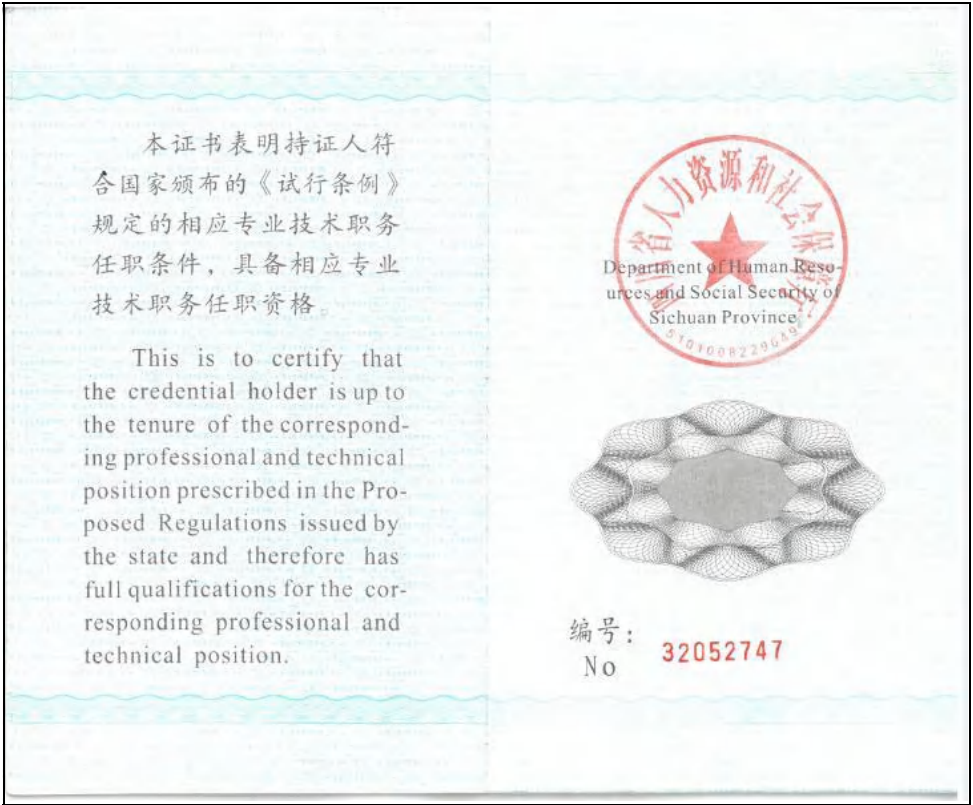 本证书表明持证人符
合国家颁布的《试行条例》
规定的相应专业技术职务
任职条件，具备相应专业
技术职务任职资格。
This is to certify that
the credential holder is up to
the tenure of the correspond-
ing professional and technical
position prescribed in the Pro-
posed Regulations issued by
the state and therefore has
full qualifications for the cor-
responding professional and
technical position.
四川省人力资源和社会保障厅
Department of Human Reso-
urces and Social Security of
Sichuan Province
5101008229649
编号：
No 32052747